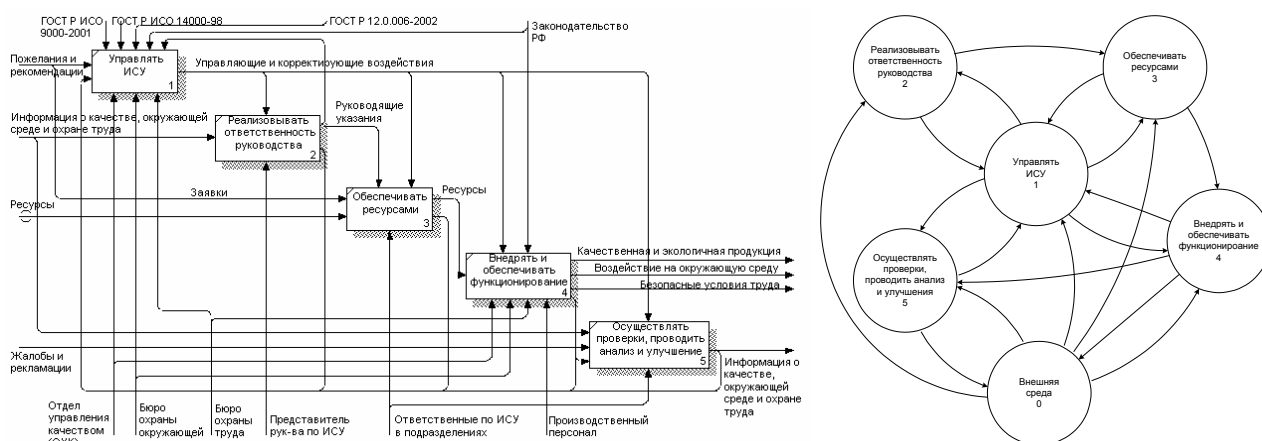 ГОСТ Р ИСО
9000-2001
ГОСТ Р ИСО 14000-98
ГОСТ Р 12.0.006-2002
Законодательство
РФ
Пожелания и
рекомендации
Управлять
ИСУ
1
Управляющие и корректирующие воздействия
Информация о качестве, окружающей
среде и охране труда
Реализовывать
ответственность
руководства
2
Руководящие
указания
Заявки
Ресурсы
Обеспечивать
ресурсами
3
Ресурсы
Внедрять и
обеспечивать
функционирование
4
Качественная и экологичная продукция
Воздействие на окружающую среду
Безопасные условия труда
Осуществлять
проверки, проводить
анализ и улучшение
5
Жалобы и
рекламации
Информация о
качестве,
окружающей
среде и охране
труда
Отдел
управления
качеством
Бюро
охраны
окружающей
Бюро
охраны
труда
Представитель
рук-ва по ИСУ
Ответственные по ИСУ
в подразделениях
Производственный
персонал
Реализовывать
ответственность
руководства
2
Обеспечивать
ресурсами
3
Управлять
ИСУ
1
Внедрять и
обеспечивать
функционирование
4
Осуществлять
проверки,
проводить анализ
и улучшения
5
Внешняя
среда
0